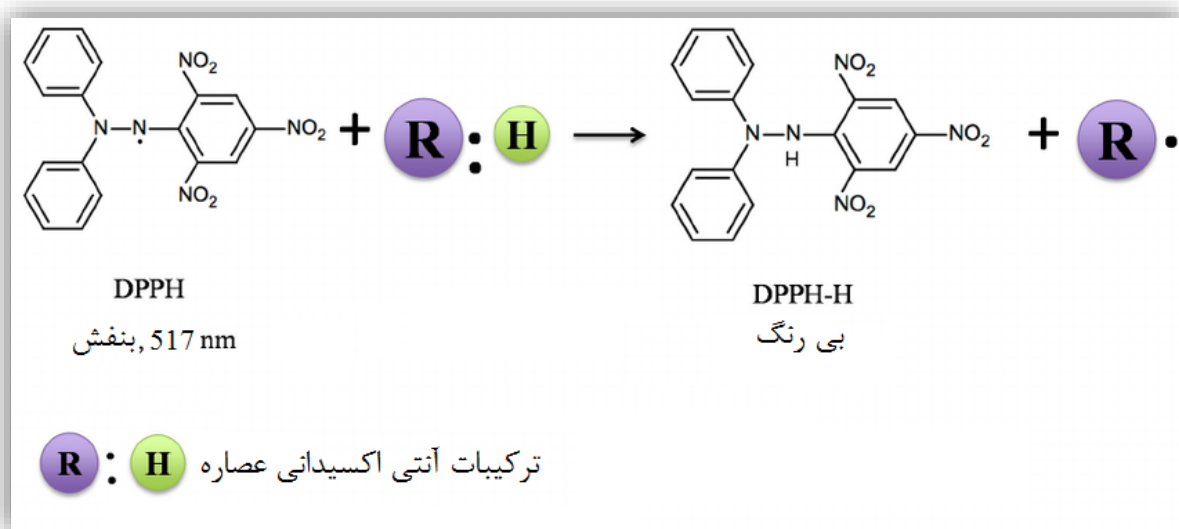 NO₂
N–N
NO₂
NO₂
+
R : H
→
NO₂
N–N
H
NO₂
NO₂
+
R ·
DPPH
بنفش, 517 nm
DPPH-H
بی رنگ
R : H ترکیبات آنتی اکسیدانی عصاره